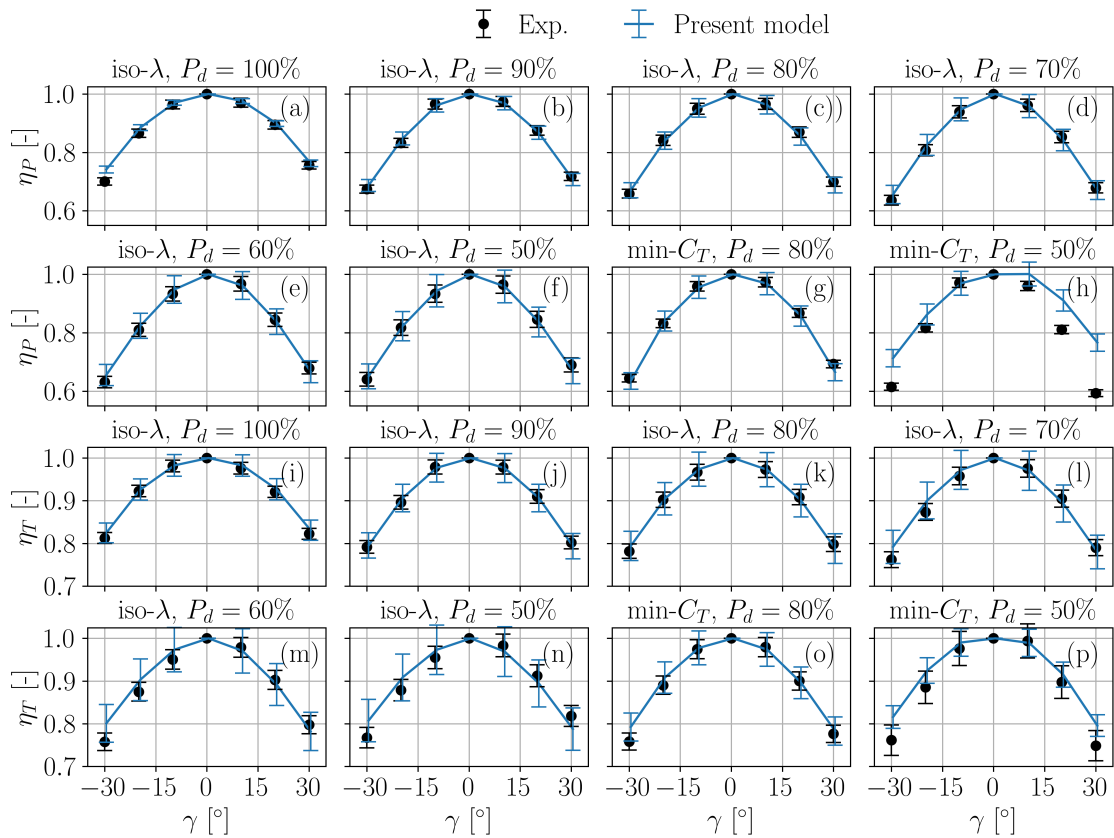 Exp. Present model
iso-λ, P_d = 100% iso-λ, P_d = 90% iso-λ, P_d = 80% iso-λ, P_d = 70%
1.0 (a) (b) (c)) (d)
η_P [-]
0.8
0.6
iso-λ, P_d = 60% iso-λ, P_d = 50% min-C_T, P_d = 80% min-C_T, P_d = 50%
1.0 (e) (f) (g) (h)
η_P [-]
0.8
0.6
iso-λ, P_d = 100% iso-λ, P_d = 90% iso-λ, P_d = 80% iso-λ, P_d = 70%
1.0 (i) (j) (k) (l)
0.9
η_T [-]
0.8
0.7
iso-λ, P_d = 60% iso-λ, P_d = 50% min-C_T, P_d = 80% min-C_T, P_d = 50%
1.0 (m) (n) (o) (p)
0.9
η_T [-]
0.8
0.7
−30 −15 0 15 30 −30 −15 0 15 30 −30 −15 0 15 30 −30 −15 0 15 30
γ [°] γ [°] γ [°] γ [°]